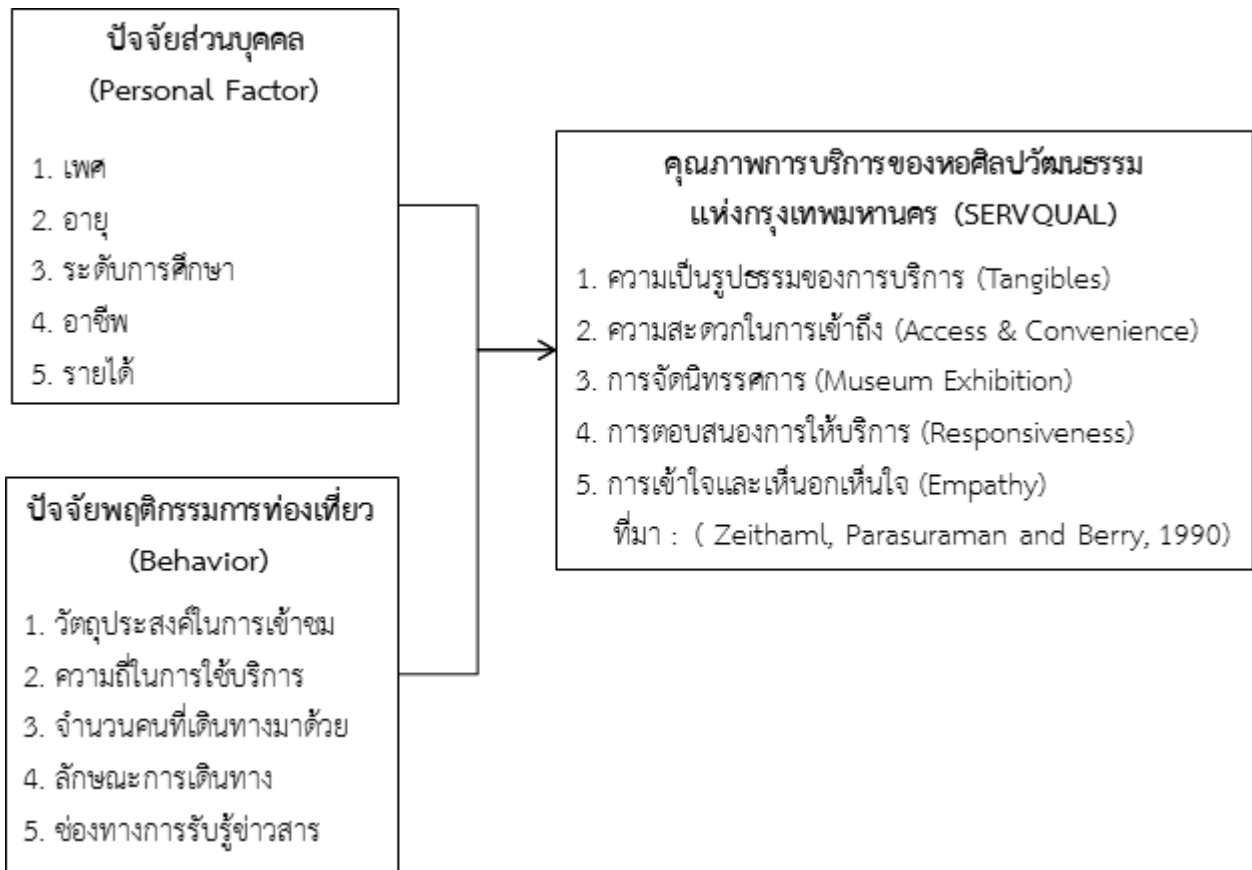 ปัจจัยส่วนบุคคล
(Personal Factor)
1. เพศ
2. อายุ
3. ระดับการศึกษา
4. อาชีพ
5. รายได้
ปัจจัยพฤติกรรมการท่องเที่ยว
(Behavior)
1. วัตถุประสงค์ในการเข้าชม
2. ความถี่ในการใช้บริการ
3. จำนวนคนที่เดินทางมาด้วย
4. ลักษณะการเดินทาง
5. ช่องทางการรับรู้ข่าวสาร
คุณภาพการบริการของหอศิลปวัฒนธรรม
แห่งกรุงเทพมหานคร (SERVQUAL)
1. ความเป็นรูปธรรมของการบริการ (Tangibles)
2. ความสะดวกในการเข้าถึง (Access & Convenience)
3. การจัดนิทรรศการ (Museum Exhibition)
4. การตอบสนองการให้บริการ (Responsiveness)
5. การเข้าใจและเห็นอกเห็นใจ (Empathy)
ที่มา : ( Zeithaml, Parasuraman and Berry, 1990)